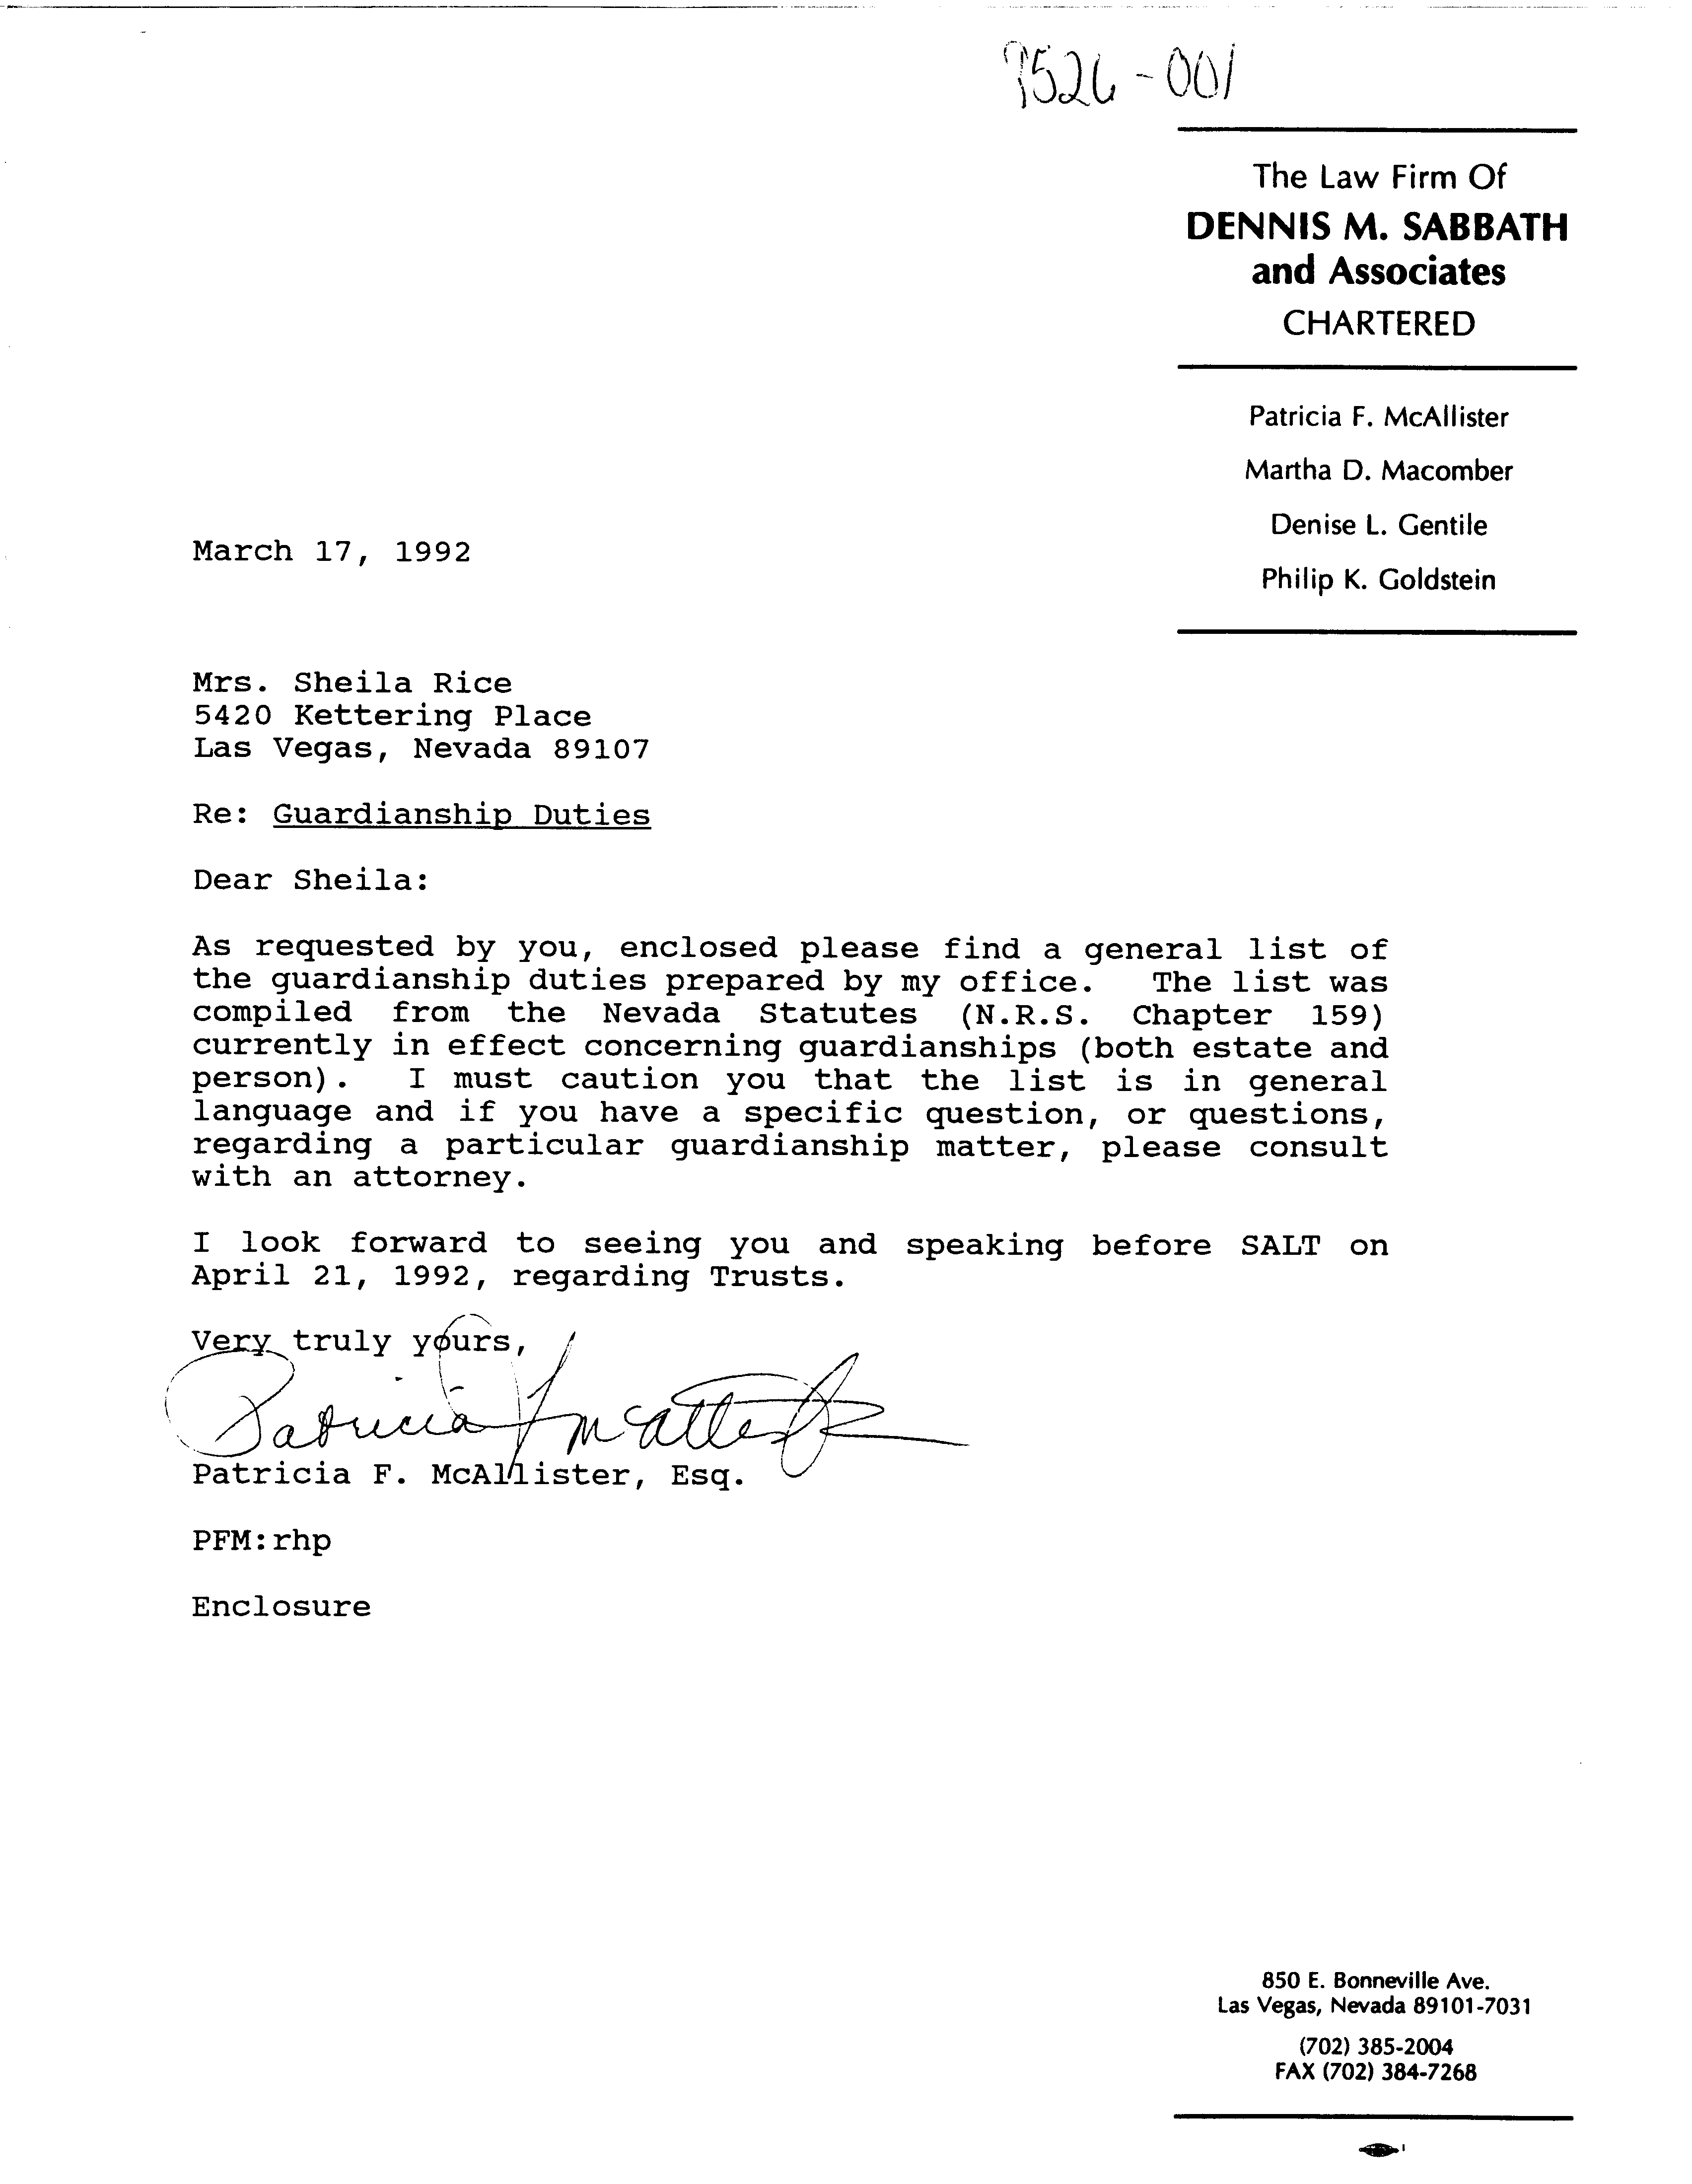 9526-001
The Law Firm Of
DENNIS M. SABBATH
and Associates
CHARTERED
Patricia F. McAllister
Martha D. Macomber
Denise L. Gentile
Philip K. Goldstein
March 17, 1992
Mrs. Sheila Rice
5420 Kettering Place
Las Vegas, Nevada 89107
Re: Guardianship Duties
Dear Sheila:
As requested by you, enclosed please find a general list of
the guardianship duties prepared by my office. The list was
compiled from the Nevada Statutes (N.R.S. Chapter 159)
currently in effect concerning guardianships (both estate and
person). I must caution you that the list is in general
language and if you have a specific question, or questions,
regarding a particular guardianship matter, please consult
with an attorney.
I look forward to seeing you and speaking before SALT on
April 21, 1992, regarding Trusts.
Very truly yours,
Patricia F McAllister
Patricia F. McAllister, Esq.
PFM:rhp
Enclosure
850 E. Bonneville Ave.
Las Vegas, Nevada 89101-7031
(702) 385-2004
FAX (702) 384-7268